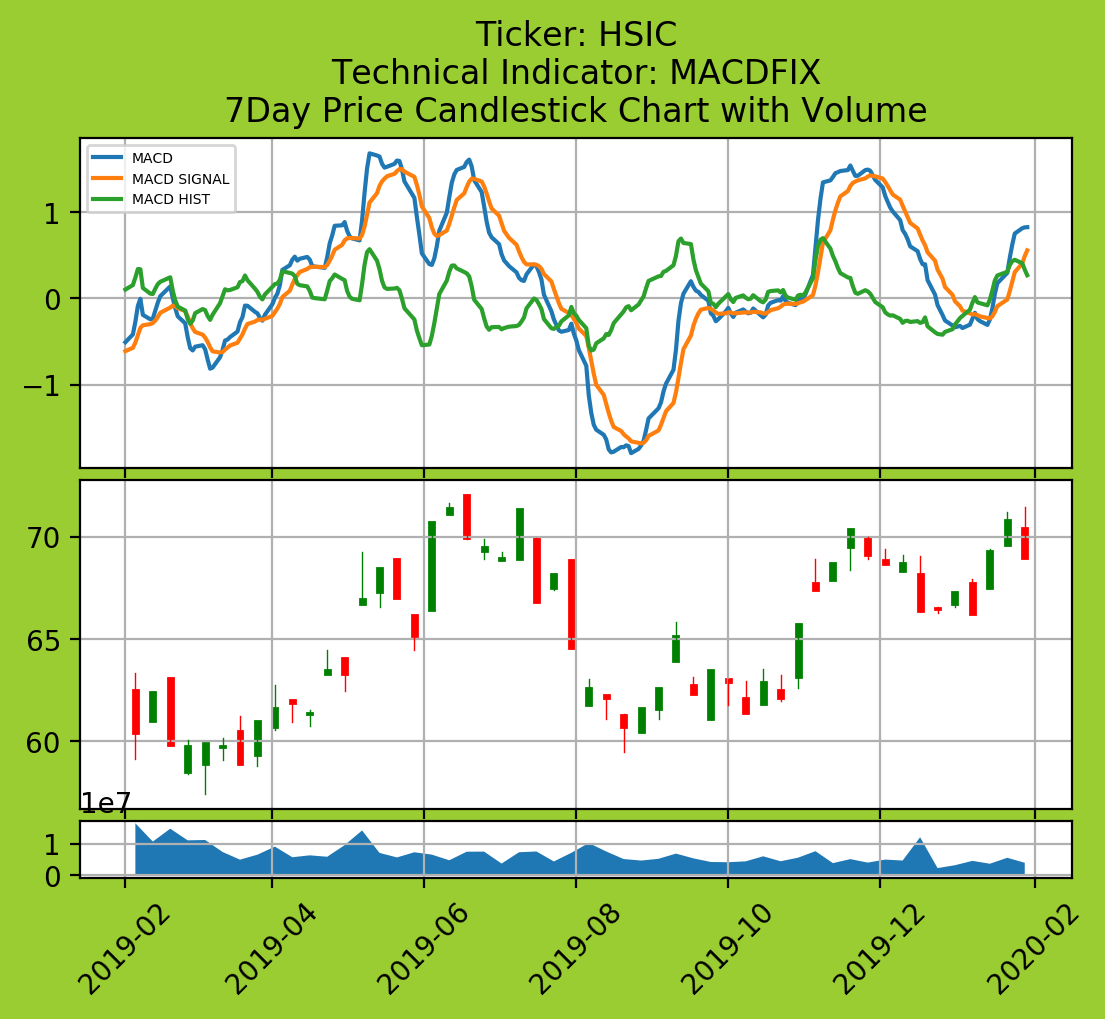 Ticker: HSIC
Technical Indicator: MACDFIX
7Day Price Candlestick Chart with Volume
MACD
MACD SIGNAL
MACD HIST
1
0
−1
70
65
60
1e7
1
0
2019-02
2019-04
2019-06
2019-08
2019-10
2019-12
2020-02